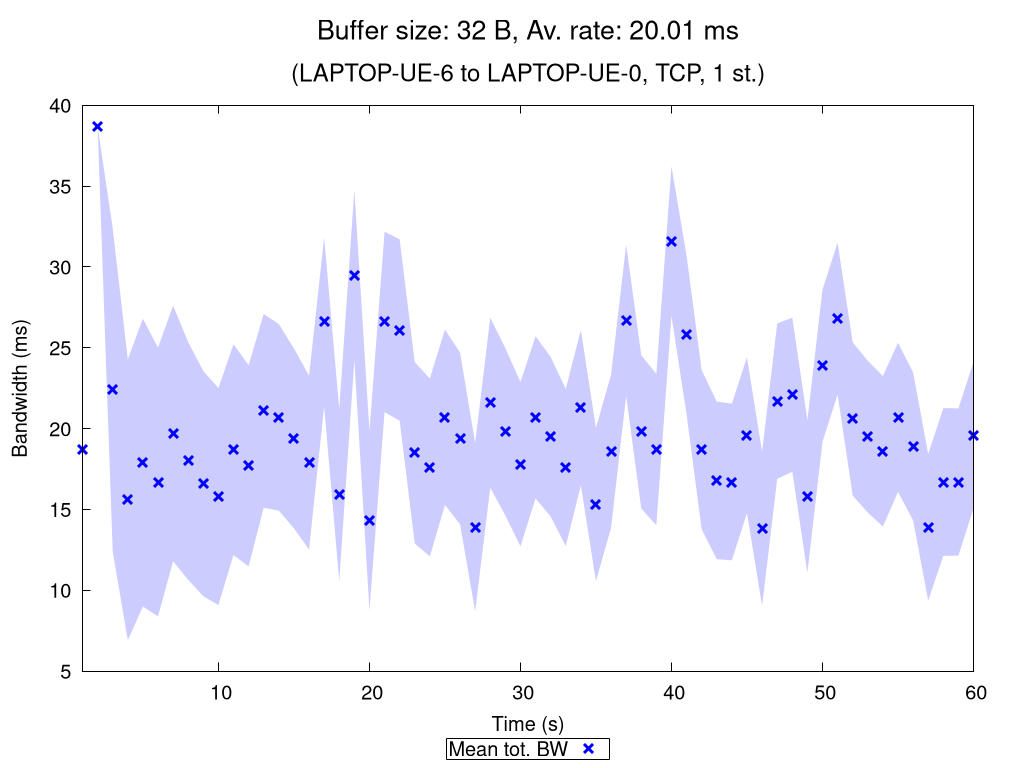 Buffer size: 32 B, Av. rate: 20.01 ms
(LAPTOP-UE-6 to LAPTOP-UE-0, TCP, 1 st.)
40
35
30
25
20
15
10
5
Bandwidth (ms)
10 20 30 40 50 60
Time (s)
Mean tot. BW